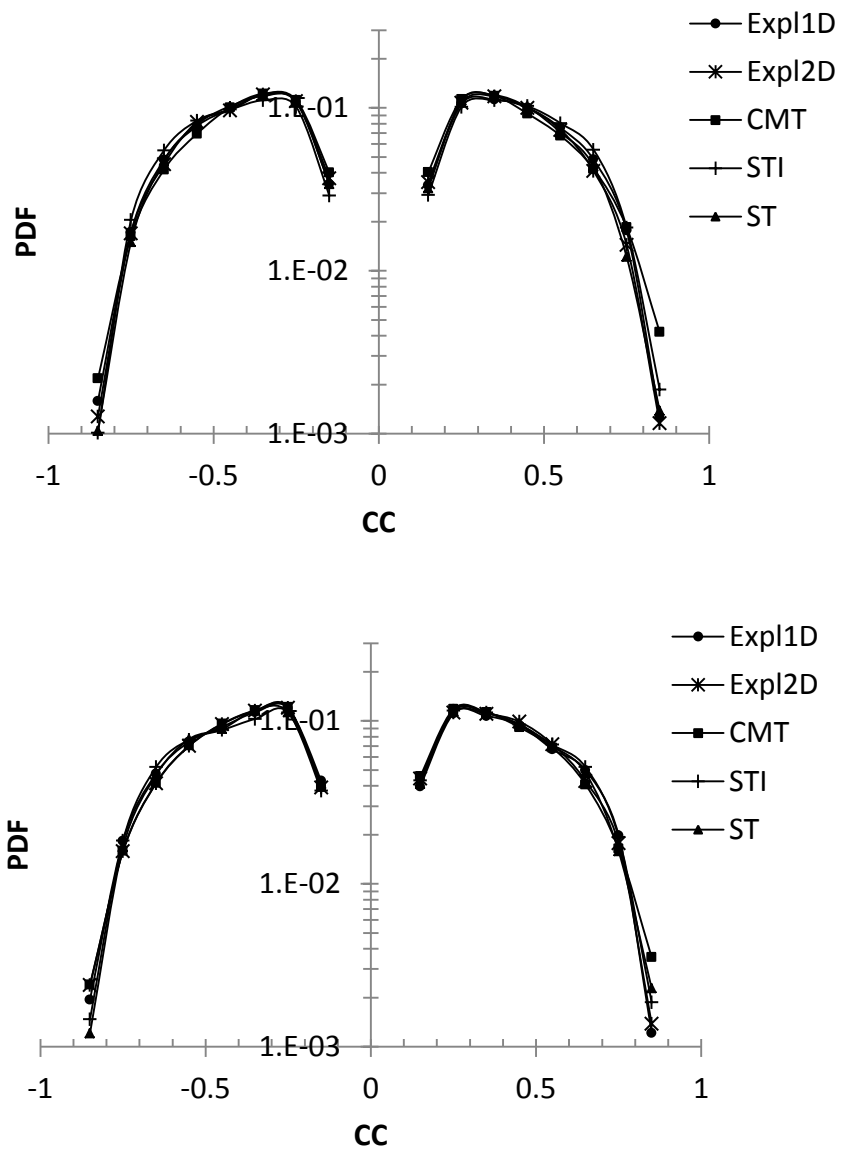 Expl1D
Expl2D
CMT
STI
ST
1.E-01
1.E-02
1.E-03
PDF
-1
-0.5
0
0.5
1
CC
Expl1D
Expl2D
CMT
STI
ST
1.E-01
1.E-02
1.E-03
PDF
-1
-0.5
0
0.5
1
CC